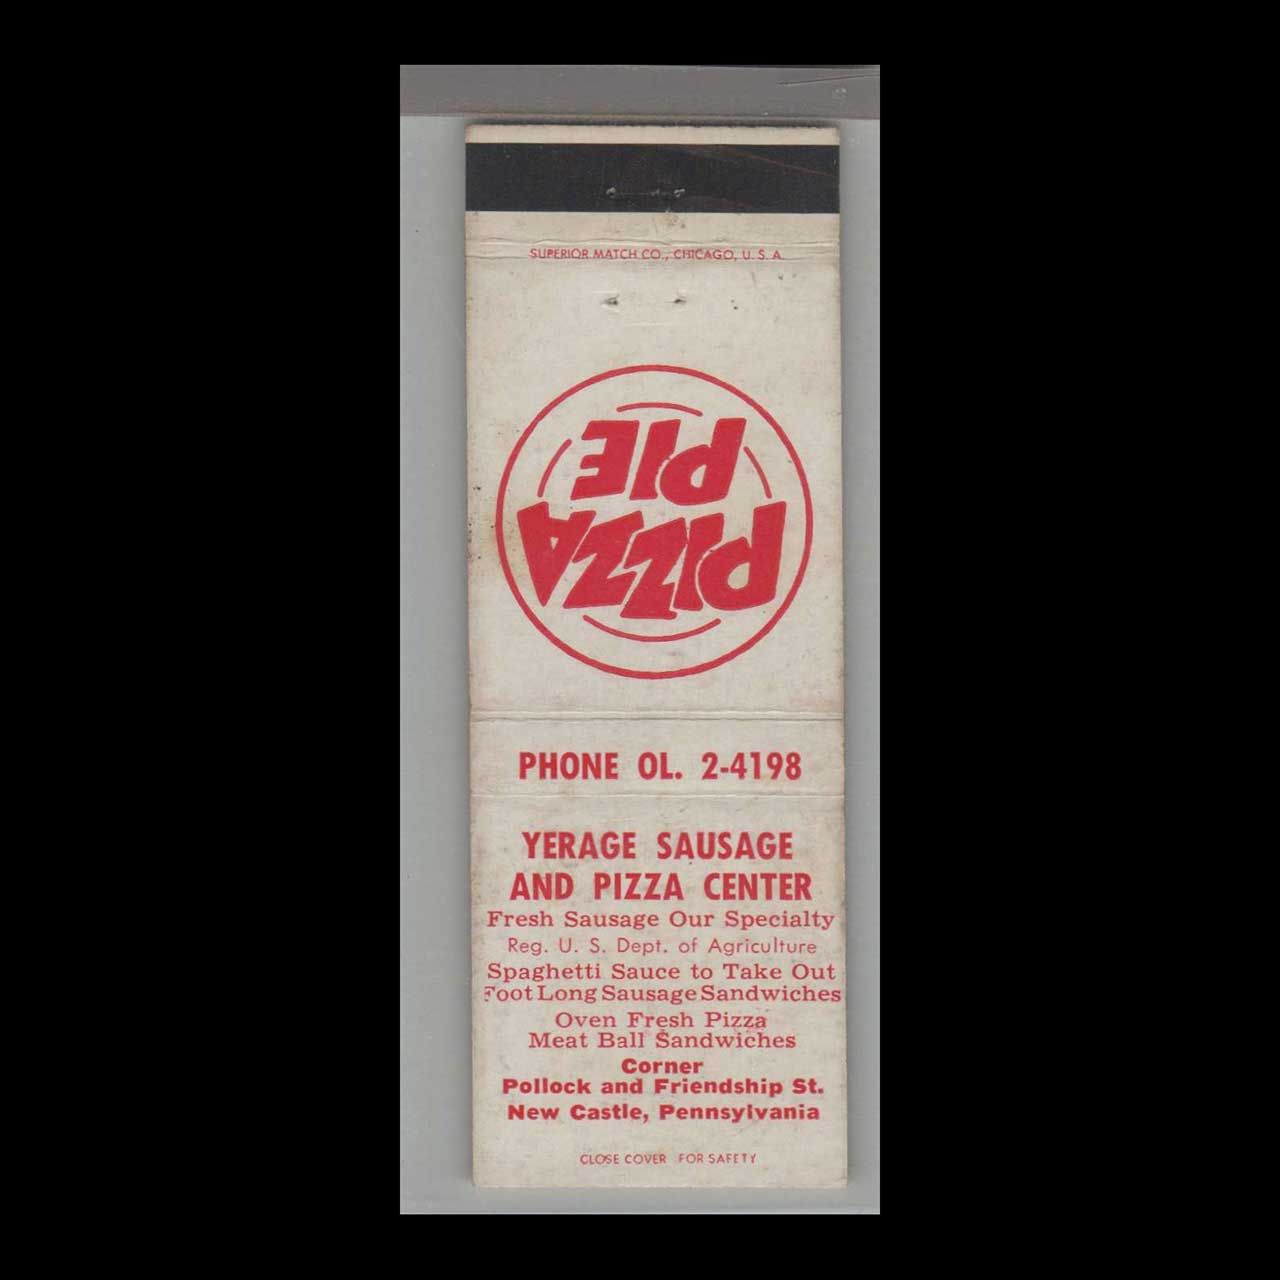 SUPERIOR MATCH CO., CHICAGO, U. S. A.
PIZZA
PIE
PHONE OL. 2-4198
YERAGE SAUSAGE
AND PIZZA CENTER
Fresh Sausage Our Specialty
Reg. U. S. Dept. of Agriculture
Spaghetti Sauce to Take Out
Foot Long Sausage Sandwiches
Oven Fresh Pizza
Meat Ball Sandwiches
Corner
Pollock and Friendship St.
New Castle, Pennsylvania
CLOSE COVER FOR SAFETY